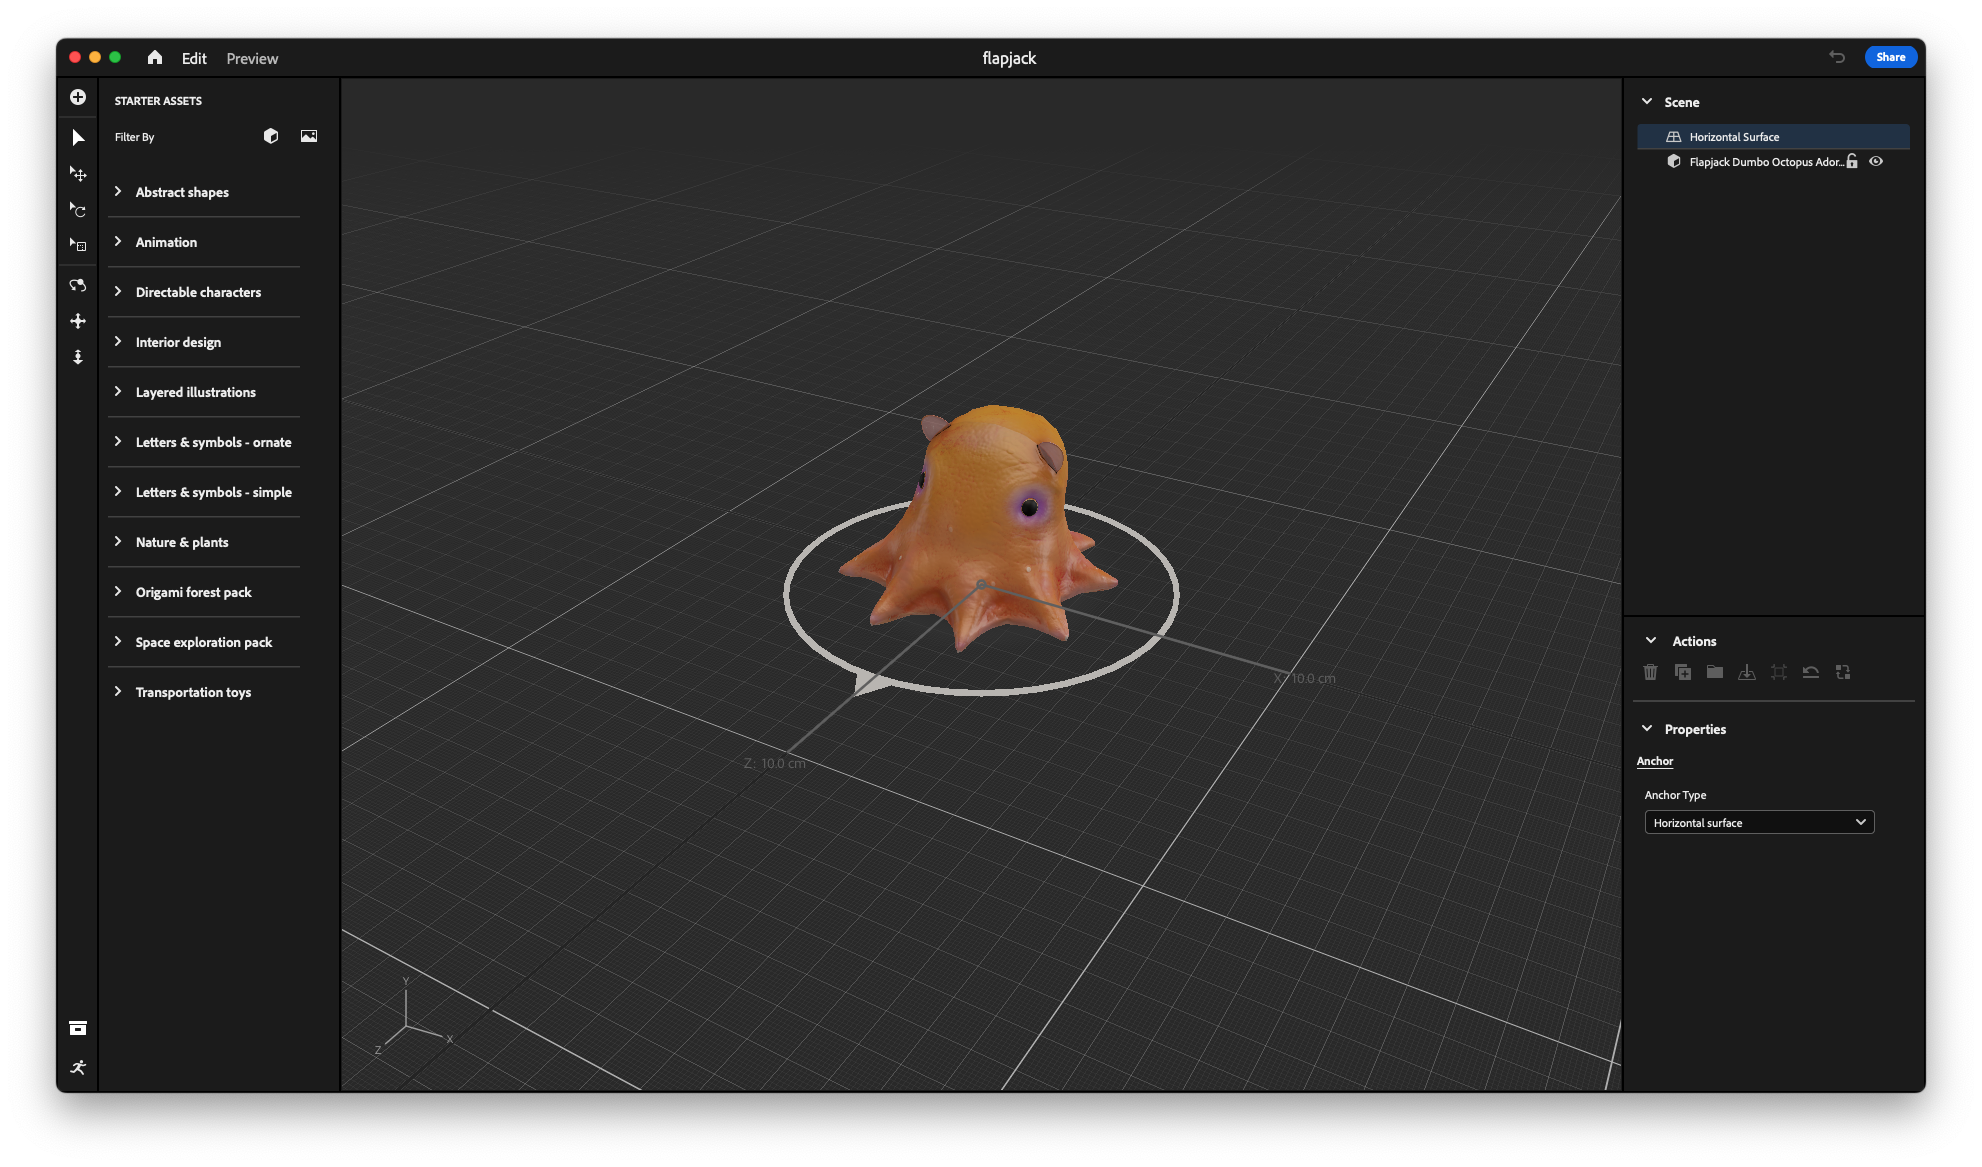 Edit
Preview
flapjack
Share
STARTER ASSETS
Filter By
Abstract shapes
Animation
Directable characters
Interior design
Layered illustrations
Letters & symbols - ornate
Letters & symbols - simple
Nature & plants
Origami forest pack
Space exploration pack
Transportation toys
X: 10.0 cm
Z: 10.0 cm
Y
X
Z
Scene
Horizontal Surface
Flapjack Dumbo Octopus Ador...
Actions
Properties
Anchor
Anchor Type
Horizontal surface